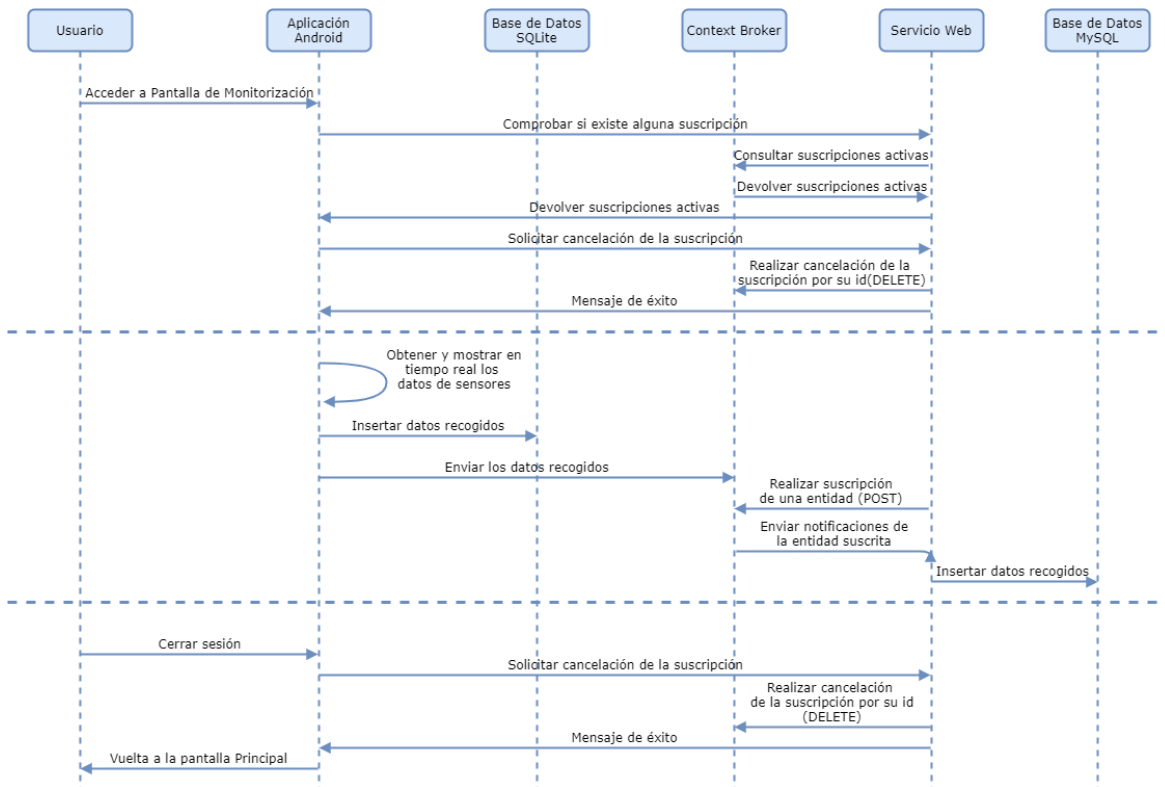 Usuario
Aplicación
Android
Base de Datos
SQLite
Context Broker
Servicio Web
Base de Datos
MySQL
Acceder a Pantalla de Monitorización
Comprobar si existe alguna suscripción
Consultar suscripciones activas
Devolver suscripciones activas
Devolver suscripciones activas
Solicitar cancelación de la suscripción
Realizar cancelación de la
suscripción por su id(DELETE)
Mensaje de éxito
Obtener y mostrar en
tiempo real los
datos de sensores
Insertar datos recogidos
Enviar los datos recogidos
Realizar suscripción
de una entidad (POST)
Enviar notificaciones de
la entidad suscrita
Insertar datos recogidos
Cerrar sesión
Solicitar cancelación de la suscripción
Realizar cancelación
de la suscripción por su id
(DELETE)
Mensaje de éxito
Vuelta a la pantalla Principal